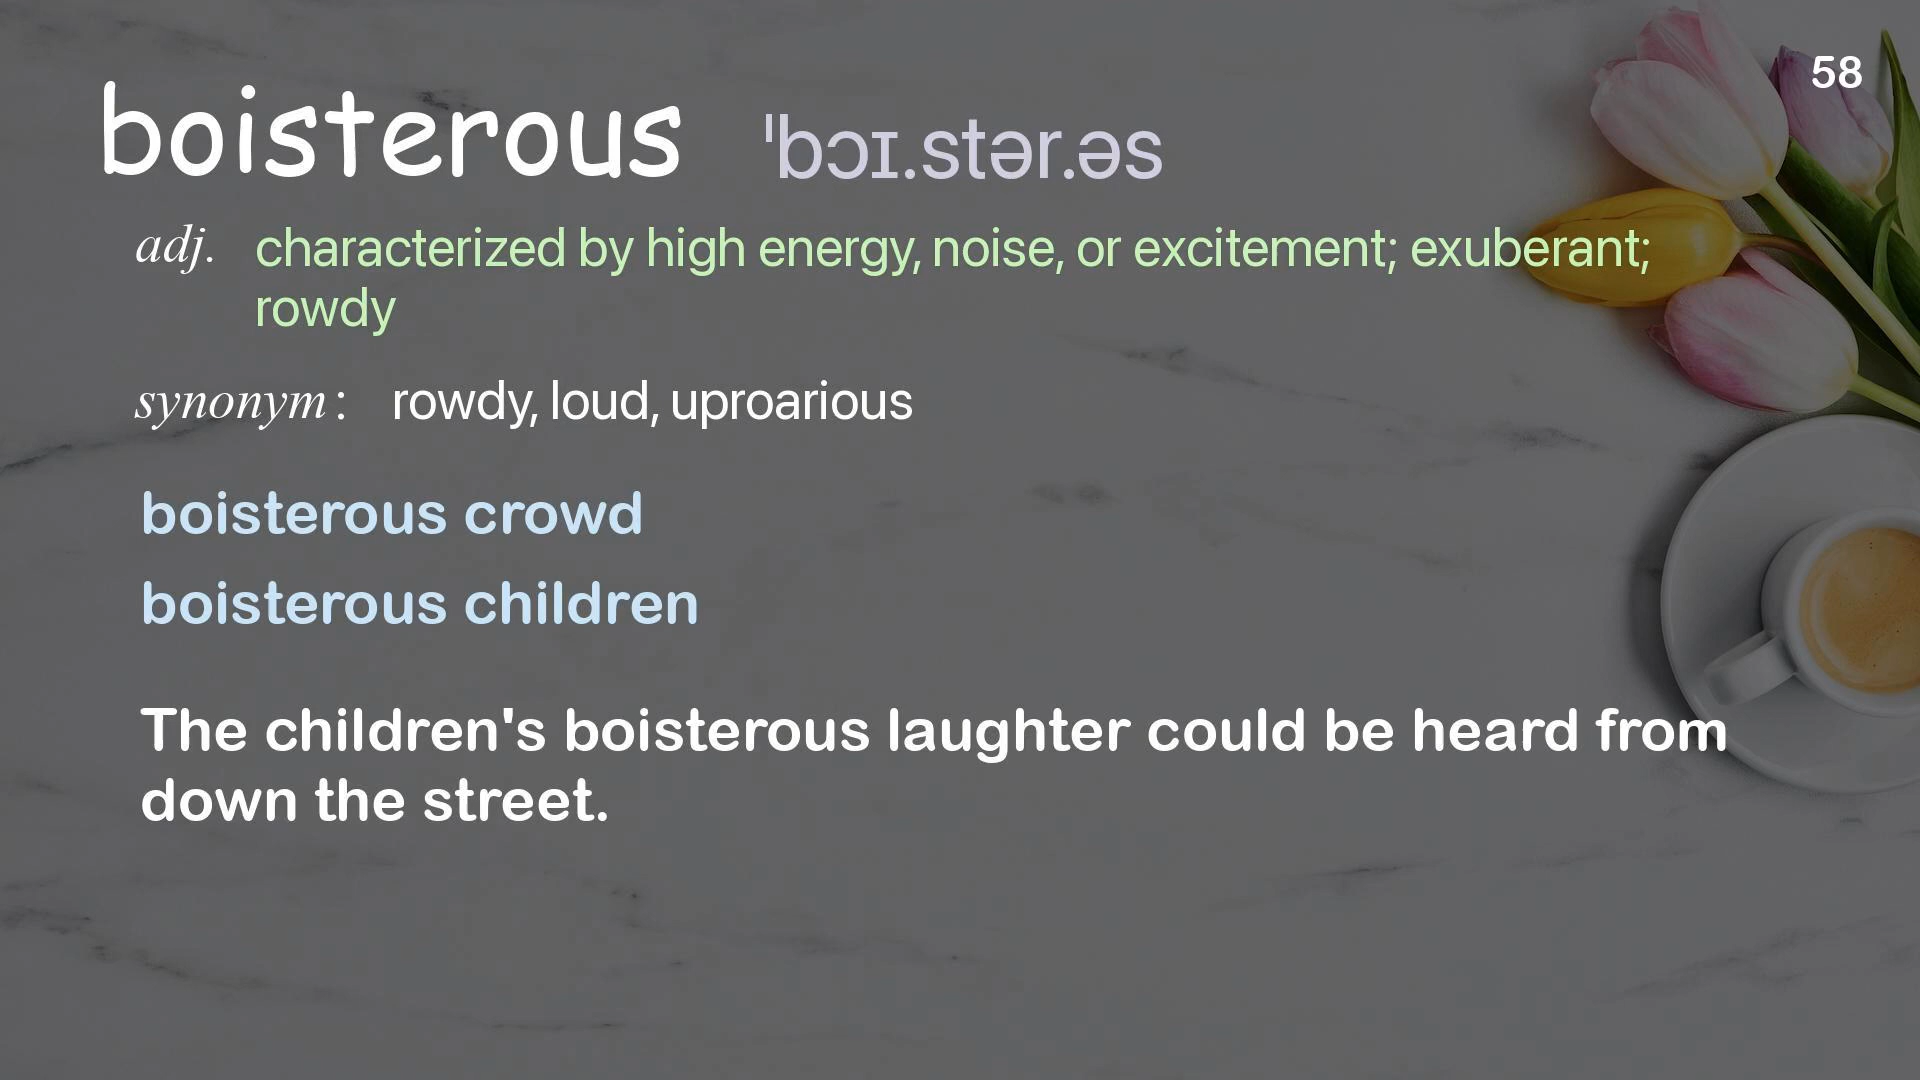 58
boisterous ˈbɔɪ.stər.əs
adj. characterized by high energy, noise, or excitement; exuberant;
rowdy
synonym: rowdy, loud, uproarious
boisterous crowd
boisterous children
The children's boisterous laughter could be heard from
down the street.